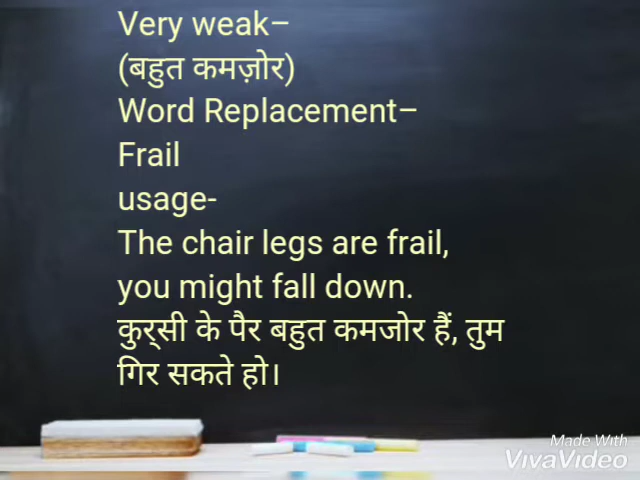 Very weak–
(बहुत कमज़ोर)
Word Replacement–
Frail
usage-
The chair legs are frail,
you might fall down.
कुर्सी के पैर बहुत कमजोर हैं, तुम
गिर सकते हो।
Made With
VivaVideo